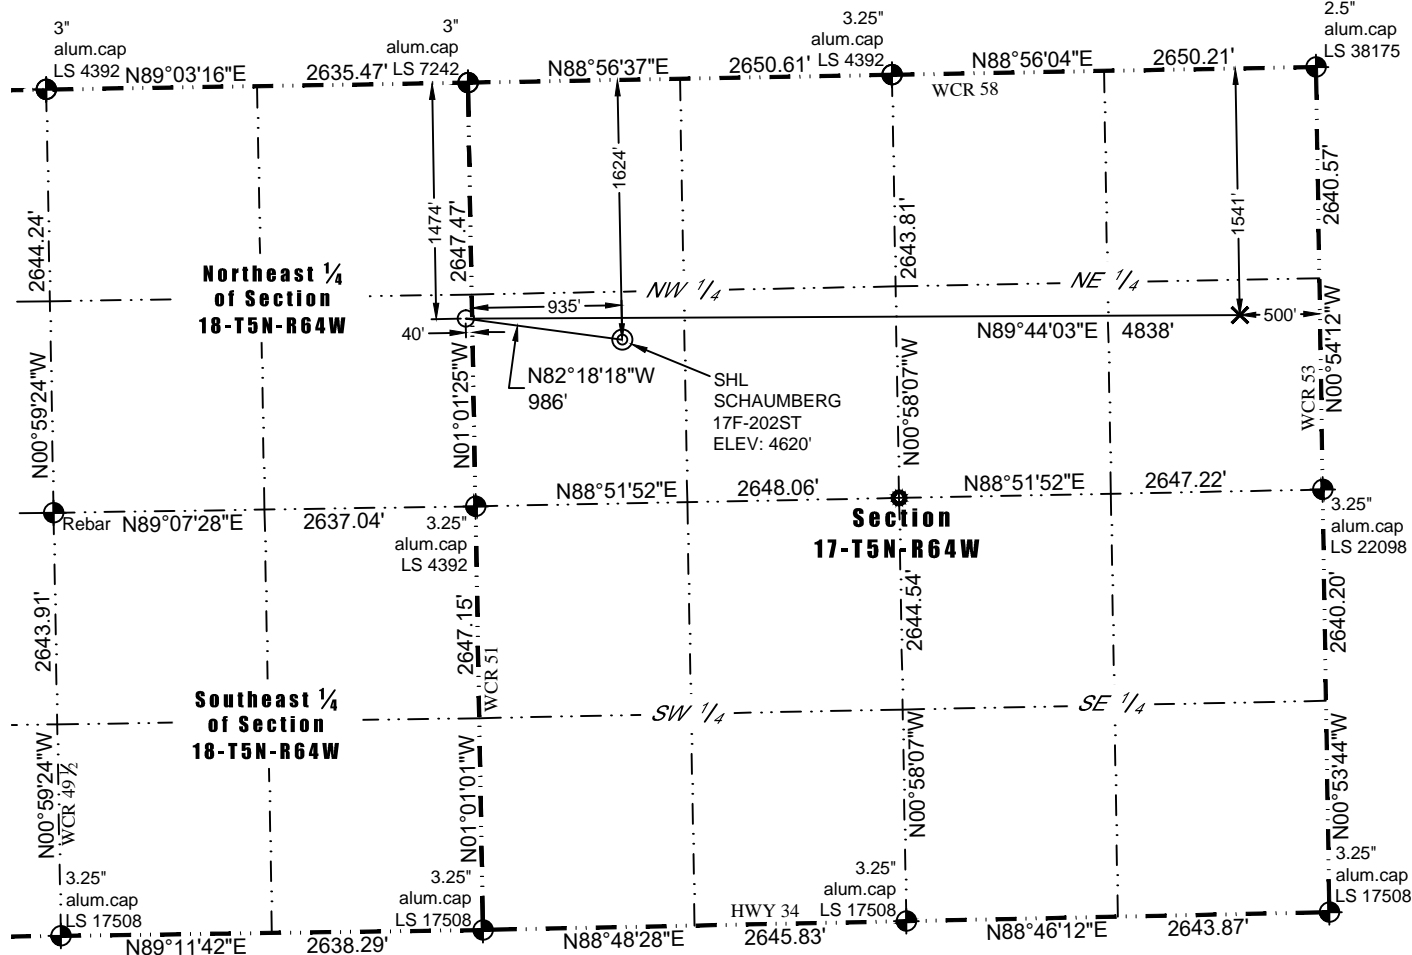 3"
alum.cap
LS 4392
N89°03'16"E
2635.47'
3"
alum.cap
LS 7242
N88°56'37"E
2650.61'
3.25"
alum.cap
LS 4392
N88°56'04"E
2650.21'
2.5"
alum.cap
LS 38175
WCR 58
2644.24'
1474'
2647.47'
1624'
2643.81'
1541'
2640.57'
Northeast 1/4
of Section
18-T5N-R64W
NW 1/4
NE 1/4
935'
40'
N89°44'03"E 4838'
500'
N82°18'18"W
986'
SHL
SCHAUMBERG
17F-202ST
ELEV: 4620'
N00°59'24"W
N01°01'25"W
N00°58'07"W
WCR 53
N00°54'12"W
Rebar
N89°07'28"E
2637.04'
3.25"
alum.cap
LS 4392
N88°51'52"E
2648.06'
N88°51'52"E
2647.22'
3.25"
alum.cap
LS 22098
Section
17-T5N-R64W
2643.91'
2647.15'
WCR 51
2644.54'
2640.20'
Southeast 1/4
of Section
18-T5N-R64W
SW 1/4
SE 1/4
N00°59'24"W
WCR 49 1/2
N01°01'01"W
N00°58'07"W
N00°53'44"W
3.25"
alum.cap
LS 17508
3.25"
alum.cap
LS 17508
3.25"
alum.cap
LS 17508
3.25"
alum.cap
LS 17508
HWY 34
N89°11'42"E
2638.29'
N88°48'28"E
2645.83'
N88°46'12"E
2643.87'